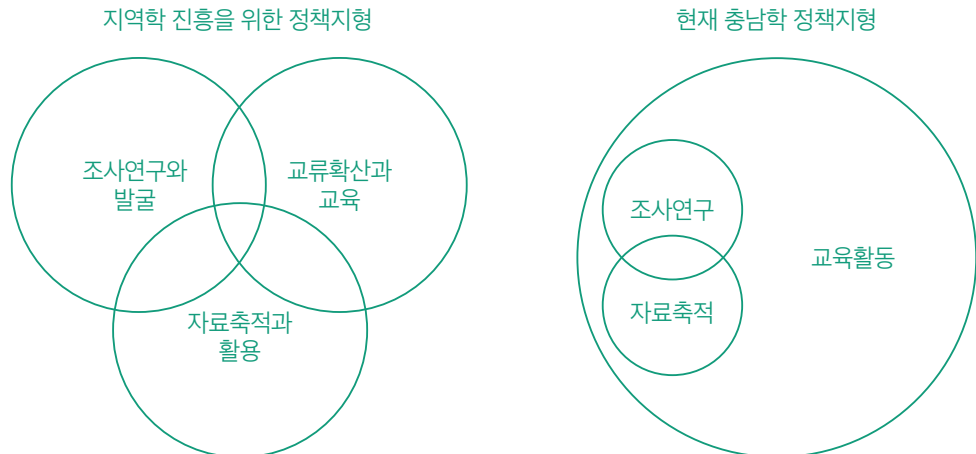 지역학 진흥을 위한 정책지형
조사연구와
발굴
교류확산과
교육
자료축적과
활용
현재 충남학 정책지형
조사연구
자료축적
교육활동